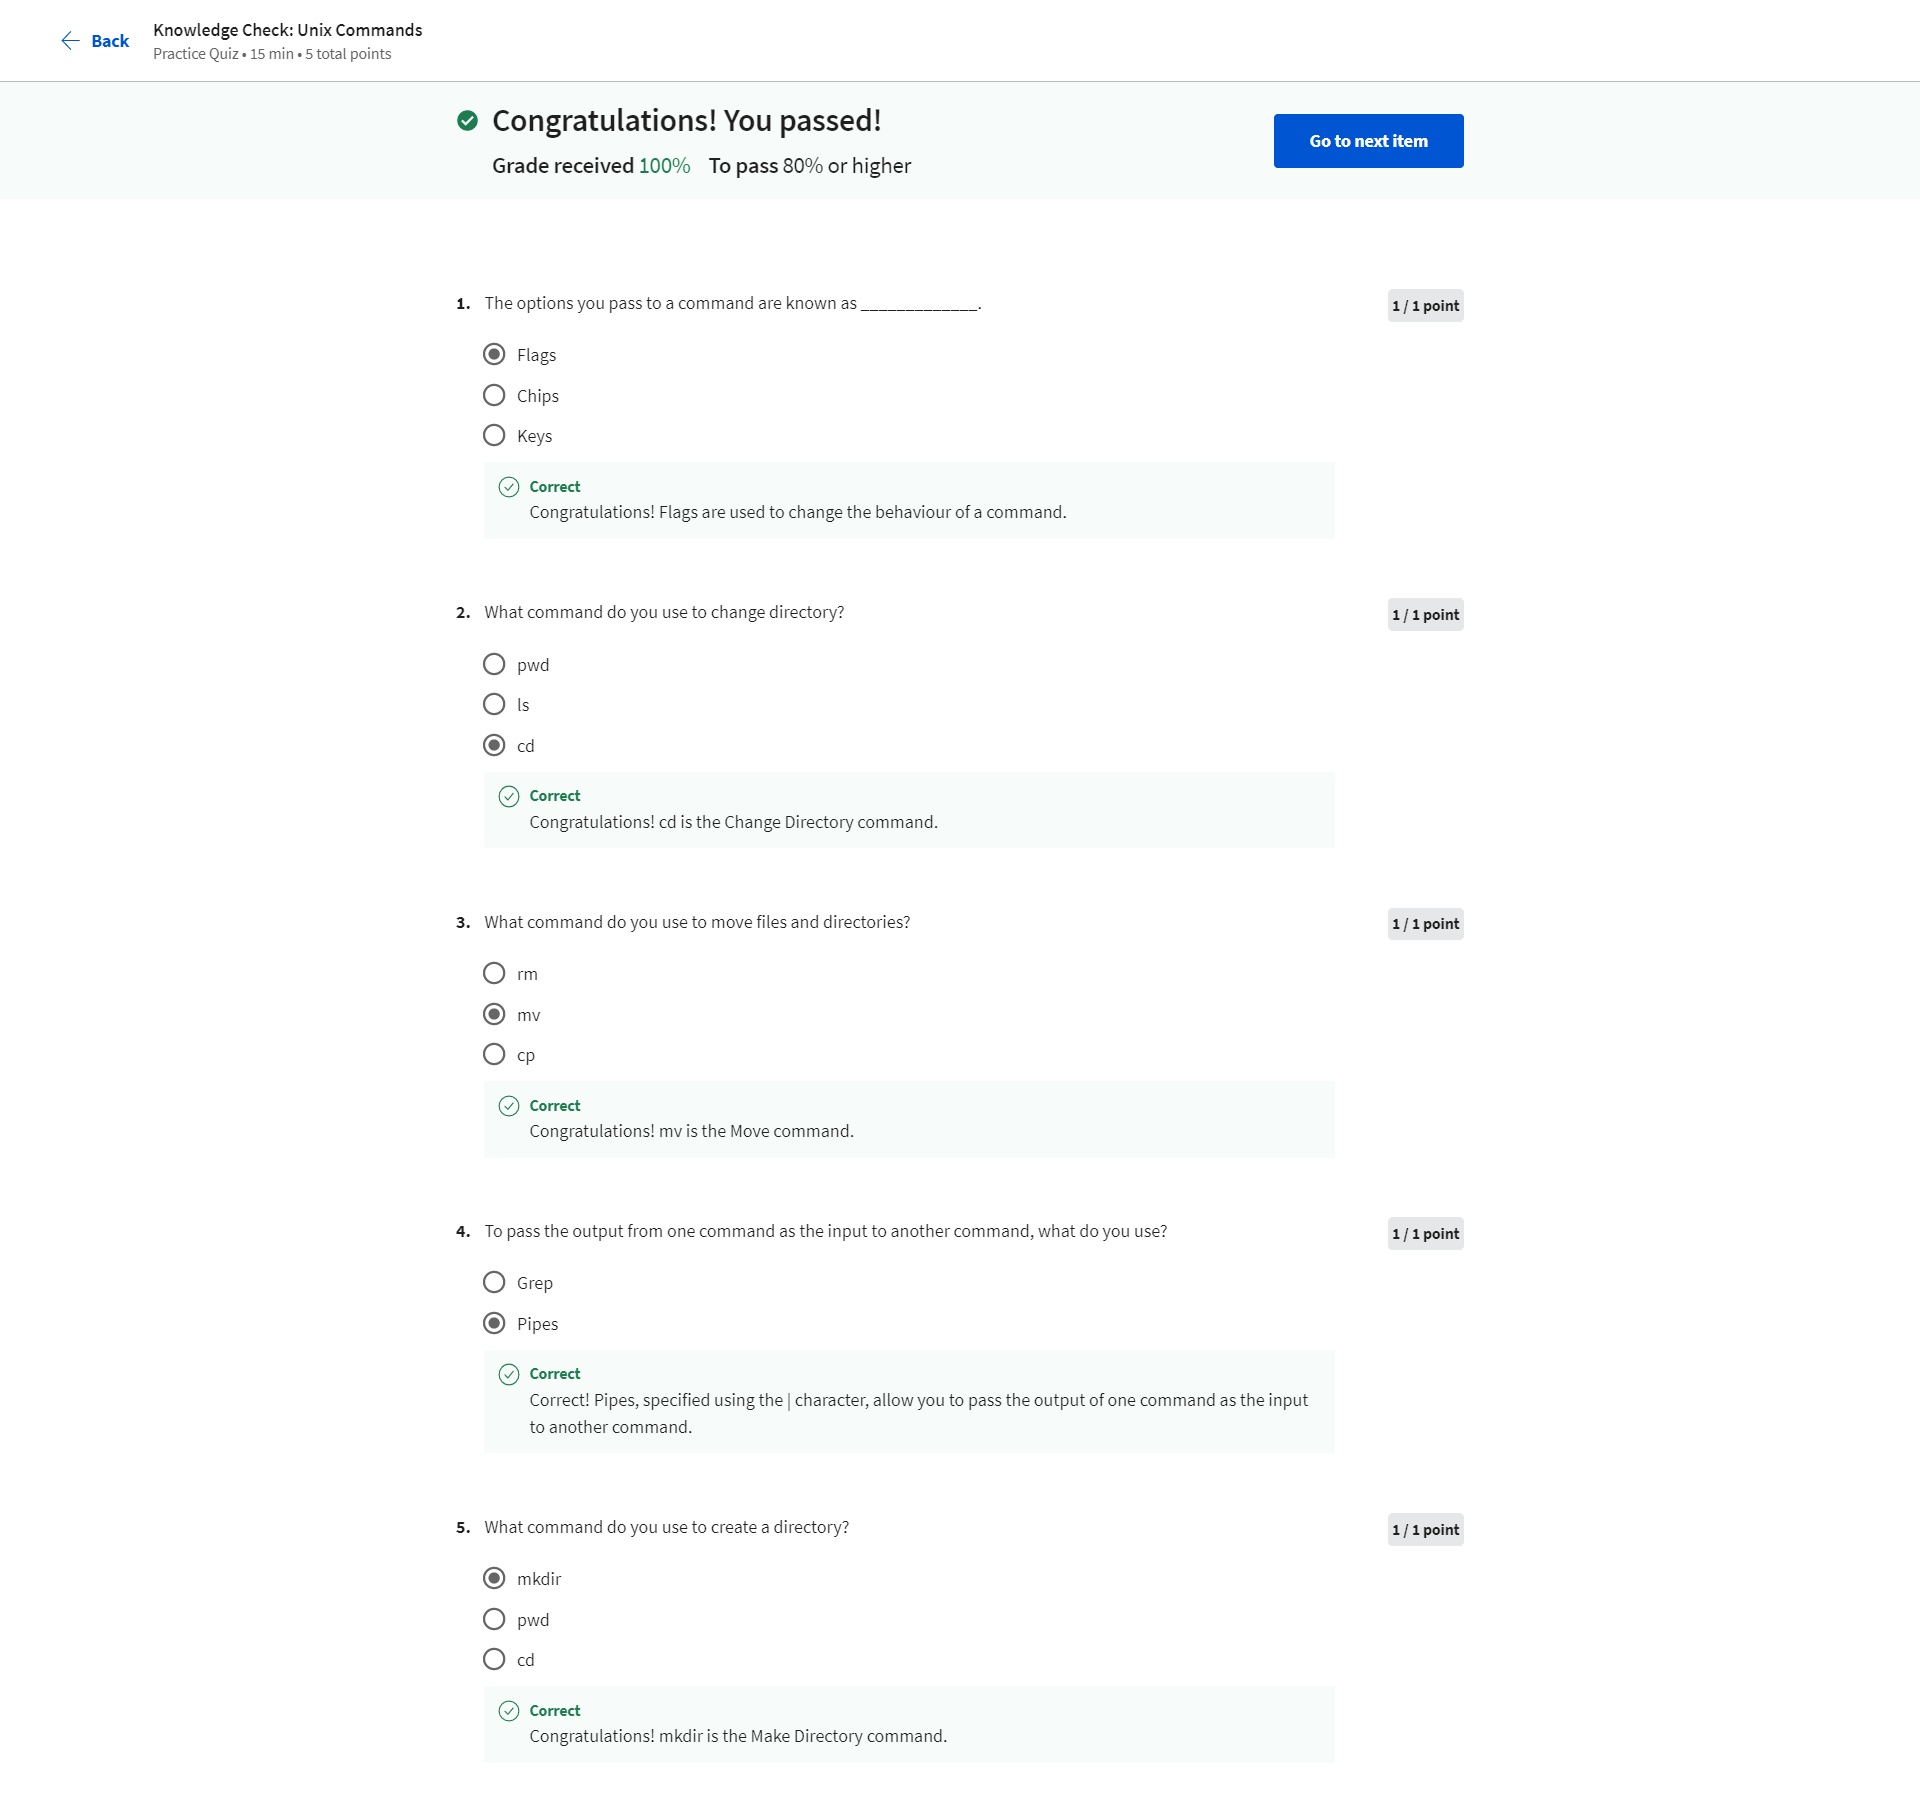 Back
Knowledge Check: Unix Commands
Practice Quiz • 15 min • 5 total points
Congratulations! You passed!
Grade received 100% To pass 80% or higher
Go to next item
1. The options you pass to a command are known as _____________.
1 / 1 point
Flags
Chips
Keys
Correct
Congratulations! Flags are used to change the behaviour of a command.
2. What command do you use to change directory?
1 / 1 point
pwd
ls
cd
Correct
Congratulations! cd is the Change Directory command.
3. What command do you use to move files and directories?
1 / 1 point
rm
mv
cp
Correct
Congratulations! mv is the Move command.
4. To pass the output from one command as the input to another command, what do you use?
1 / 1 point
Grep
Pipes
Correct
Correct! Pipes, specified using the | character, allow you to pass the output of one command as the input
to another command.
5. What command do you use to create a directory?
1 / 1 point
mkdir
pwd
cd
Correct
Congratulations! mkdir is the Make Directory command.